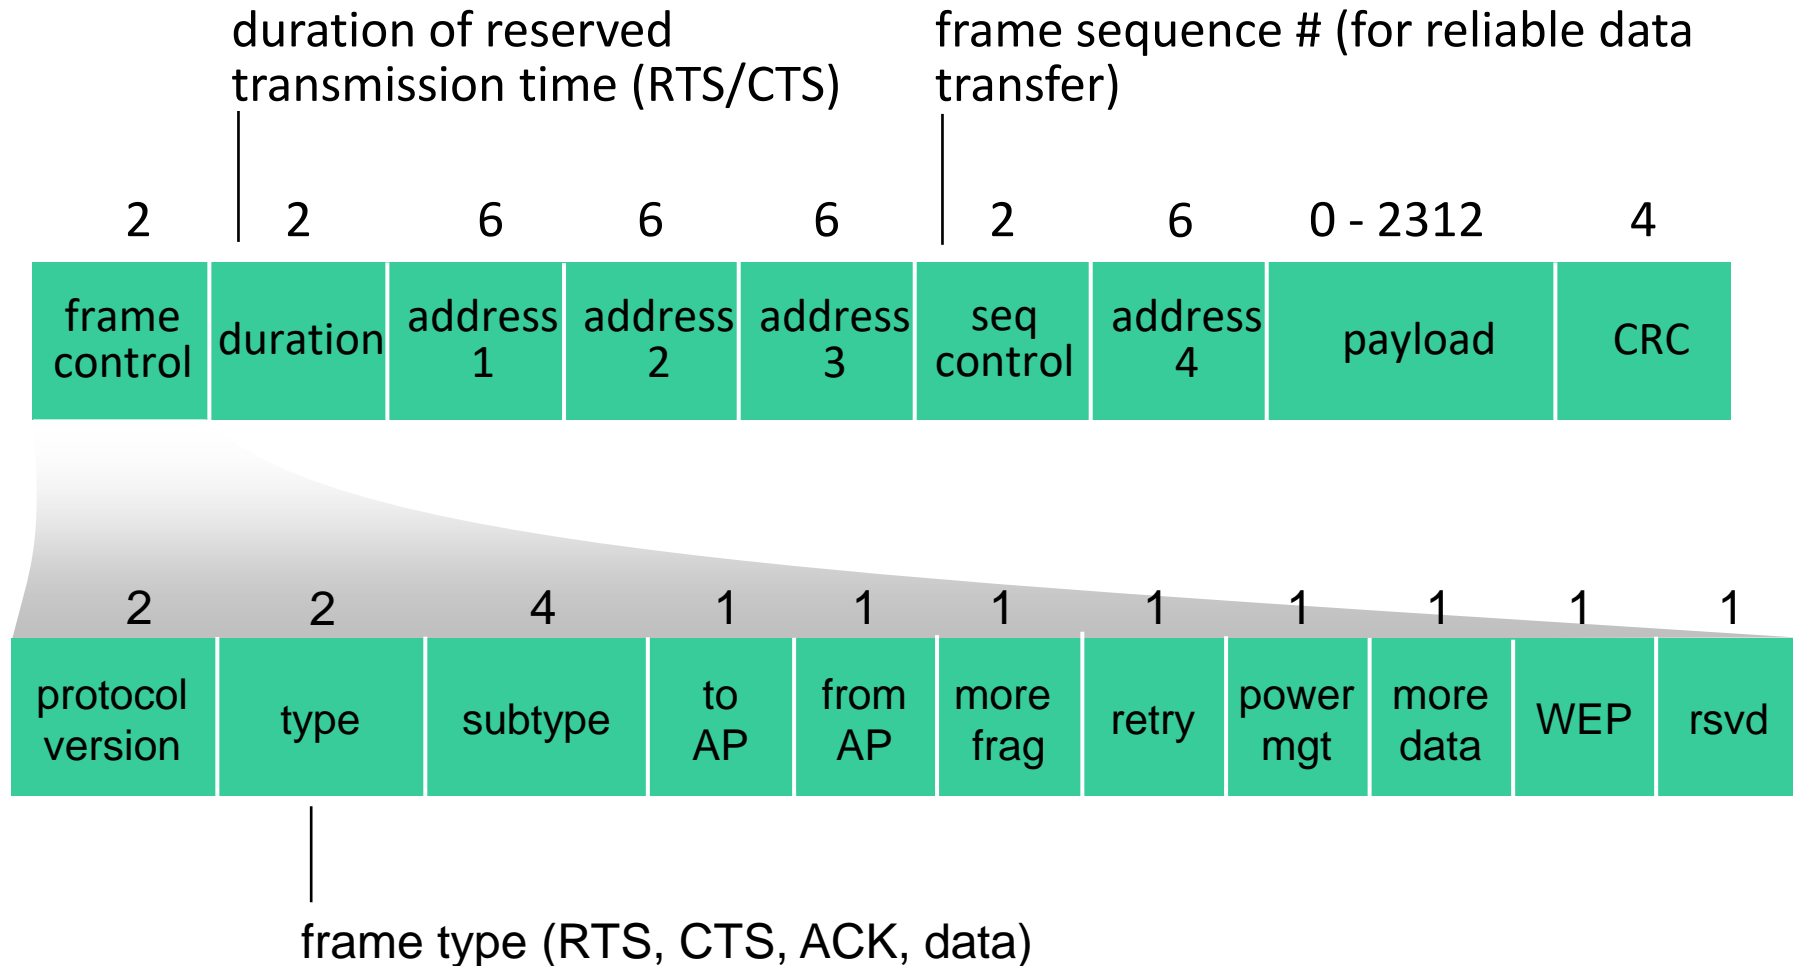 duration of reserved
transmission time (RTS/CTS)
frame sequence # (for reliable data
transfer)
2 2 6 6 6 2 6 0 - 2312 4
frame
control
duration
address
1
address
2
address
3
seq
control
address
4
payload
CRC
2 2 4 1 1 1 1 1 1 1 1
protocol
version
type
subtype
to
AP
from
AP
more
frag
retry
power
mgt
more
data
WEP
rsvd
frame type (RTS, CTS, ACK, data)